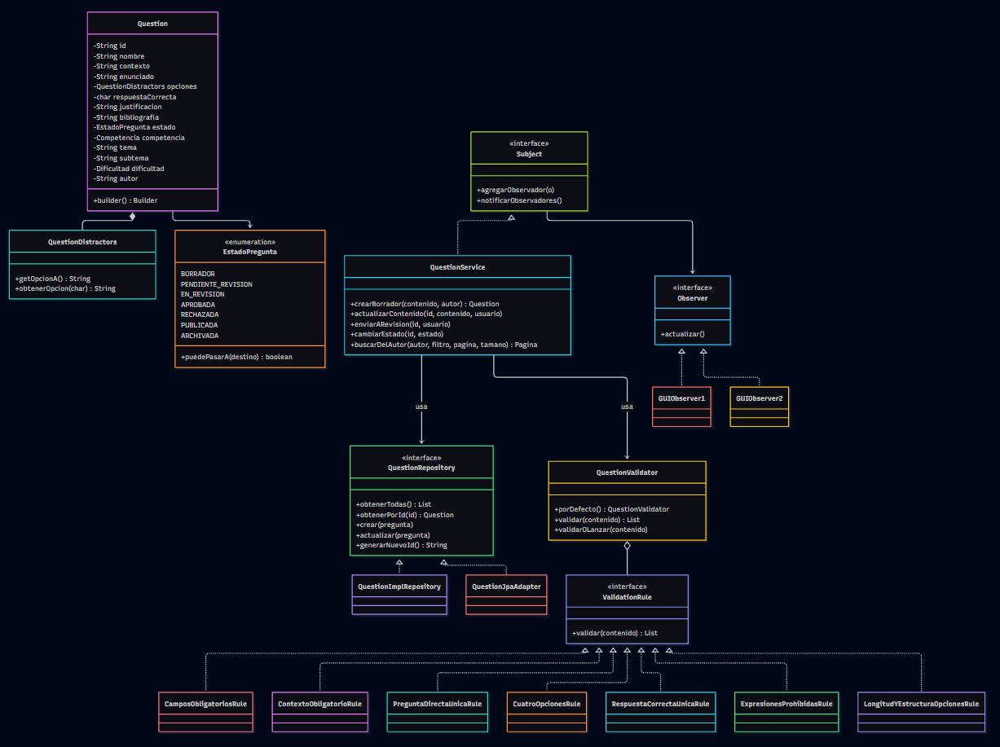 Question
-String id
-String nombre
-String contexto
-String enunciado
-QuestionDistractors opciones
-char respuestaCorrecta
-String justificacion
-String bibliografia
-EstadoPregunta estado
-Competencia competencia
-String tema
-String subtema
-Dificultad dificultad
-String autor
+builder() : Builder
QuestionDistractors
+getOpcionA() : String
+obtenerOpcion(char) : String
«enumeration»
EstadoPregunta
BORRADOR
PENDIENTE_REVISION
EN_REVISION
APROBADA
RECHAZADA
PUBLICADA
ARCHIVADA
+puedePasarA(destino) : boolean
«interface»
Subject
+agregarObservador(o)
+notificarObservadores()
QuestionService
+crearBorrador(contenido, autor) : Question
+actualizarContenido(id, contenido, usuario)
+enviarARevision(id, usuario)
+cambiarEstado(id, estado)
+buscarDelAutor(autor, filtro, pagina, tamano) : Pagina
«interface»
Observer
+actualizar()
GUIObserver1
GUIObserver2
usa
usa
«interface»
QuestionRepository
+obtenerTodas() : List
+obtenerPorId(id) : Question
+crear(pregunta)
+actualizar(pregunta)
+generarNuevoId() : String
QuestionValidator
+porDefecto() : QuestionValidator
+validar(contenido) : List
+validarOLanzar(contenido)
QuestionImplRepository
QuestionJpaAdapter
«interface»
ValidationRule
+validar(contenido) : List
CamposObligatoriosRule
ContextoObligatorioRule
PreguntaDirectaUnicaRule
CuatroOpcionesRule
RespuestaCorrectaUnicaRule
ExpresionesProhibidasRule
LongitudYEstructuraOpcionesRule